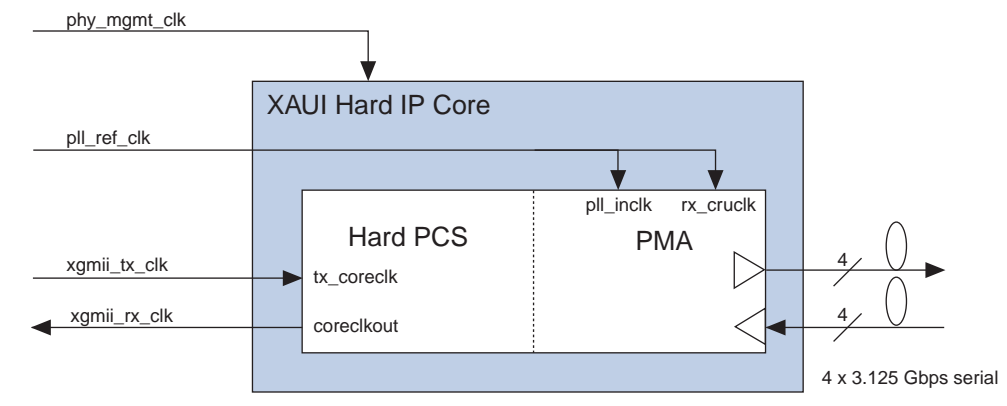 phy_mgmt_clk
XAUI Hard IP Core
pll_ref_clk
pll_inclk rx_cruclk
Hard PCS PMA
xgmii_tx_clk tx_coreclk 4
xgmii_rx_clk coreclkout 4
4 x 3.125 Gbps serial